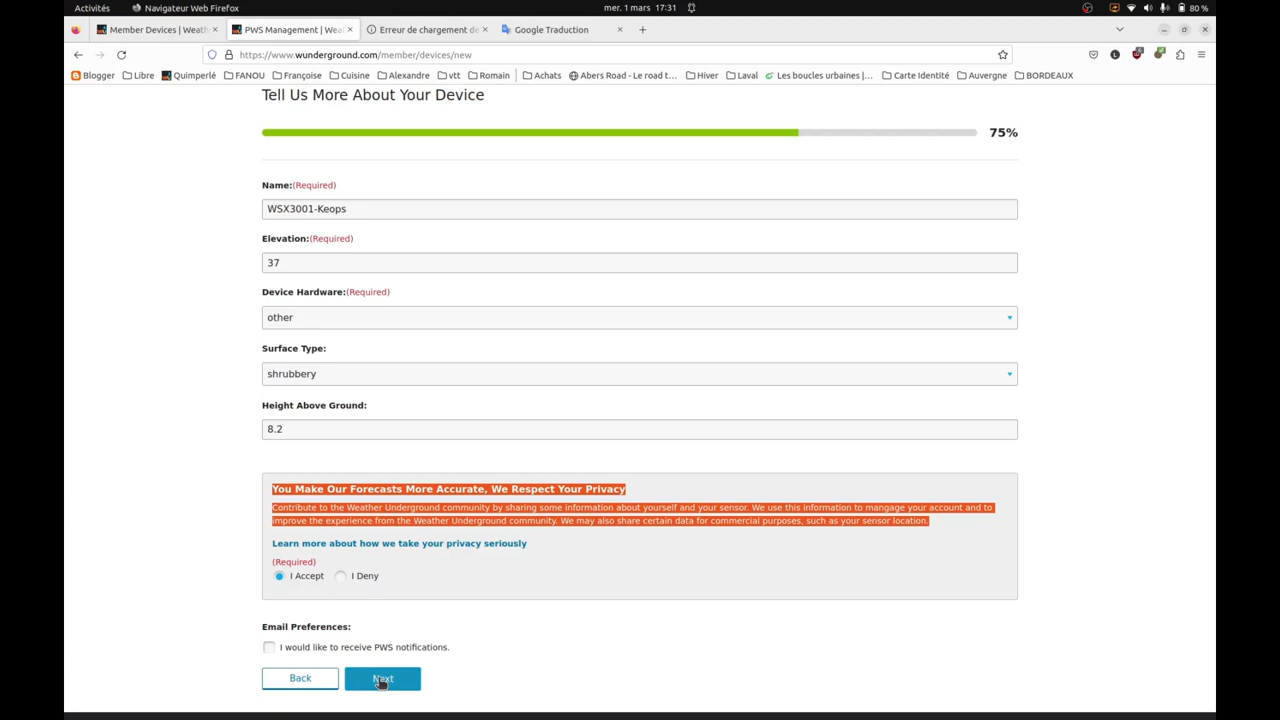 Activités
Navigateur Web Firefox
mer. 1 mars 17:31
80 %
Member Devices | Weath
PWS Management | Weal
Erreur de chargement de
Google Traduction
https://www.wunderground.com/member/devices/new
Blogger
Libre
Quimperlé
FANOU
Françoise
Cuisine
Alexandre
vtt
Romain
Achats
Abers Road - Le road t…
Hiver
Laval
Les boucles urbaines |…
Carte Identité
Auvergne
BORDEAUX
Tell Us More About Your Device
75%
Name:(Required)
WSX3001-Keops
Elevation:(Required)
37
Device Hardware:(Required)
other
Surface Type:
shrubbery
Height Above Ground:
8.2
You Make Our Forecasts More Accurate, We Respect Your Privacy
Contribute to the Weather Underground community by sharing some information about yourself and your sensor. We use this information to mangage your account and to
improve the experience from the Weather Underground community. We may also share certain data for commercial purposes, such as your sensor location.
Learn more about how we take your privacy seriously
(Required)
I Accept
I Deny
Email Preferences:
I would like to receive PWS notifications.
Back
Next